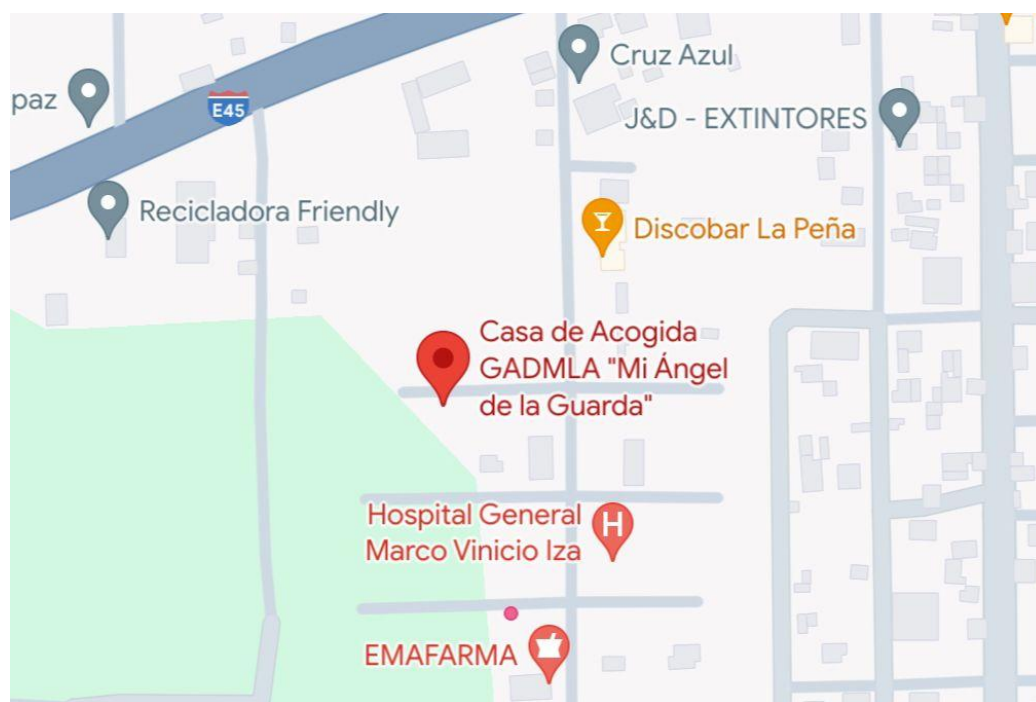 Cruz Azul
paz
E45
J&D - EXTINTORES
Recicladora Friendly
Discobar La Peña
Casa de Acogida
GADMLA "Mi Ángel
de la Guarda"
Hospital General
Marco Vinicio Iza
H
EMAFARMA